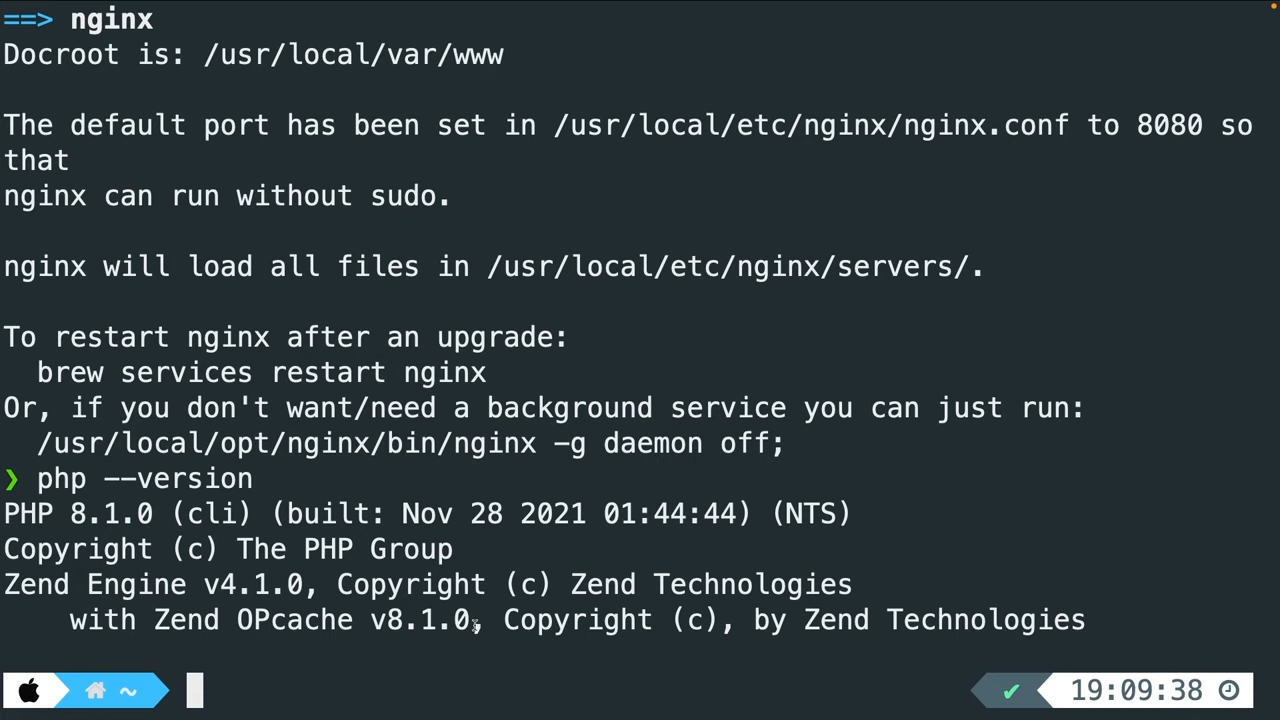 ==> nginx
Docroot is: /usr/local/var/www
The default port has been set in /usr/local/etc/nginx/nginx.conf to 8080 so
that
nginx can run without sudo.
nginx will load all files in /usr/local/etc/nginx/servers/.
To restart nginx after an upgrade:
  brew services restart nginx
Or, if you don't want/need a background service you can just run:
  /usr/local/opt/nginx/bin/nginx -g daemon off;
❯ php --version
PHP 8.1.0 (cli) (built: Nov 28 2021 01:44:44) (NTS)
Copyright (c) The PHP Group
Zend Engine v4.1.0, Copyright (c) Zend Technologies
    with Zend OPcache v8.1.0, Copyright (c), by Zend Technologies
~ ✔ 19:09:38